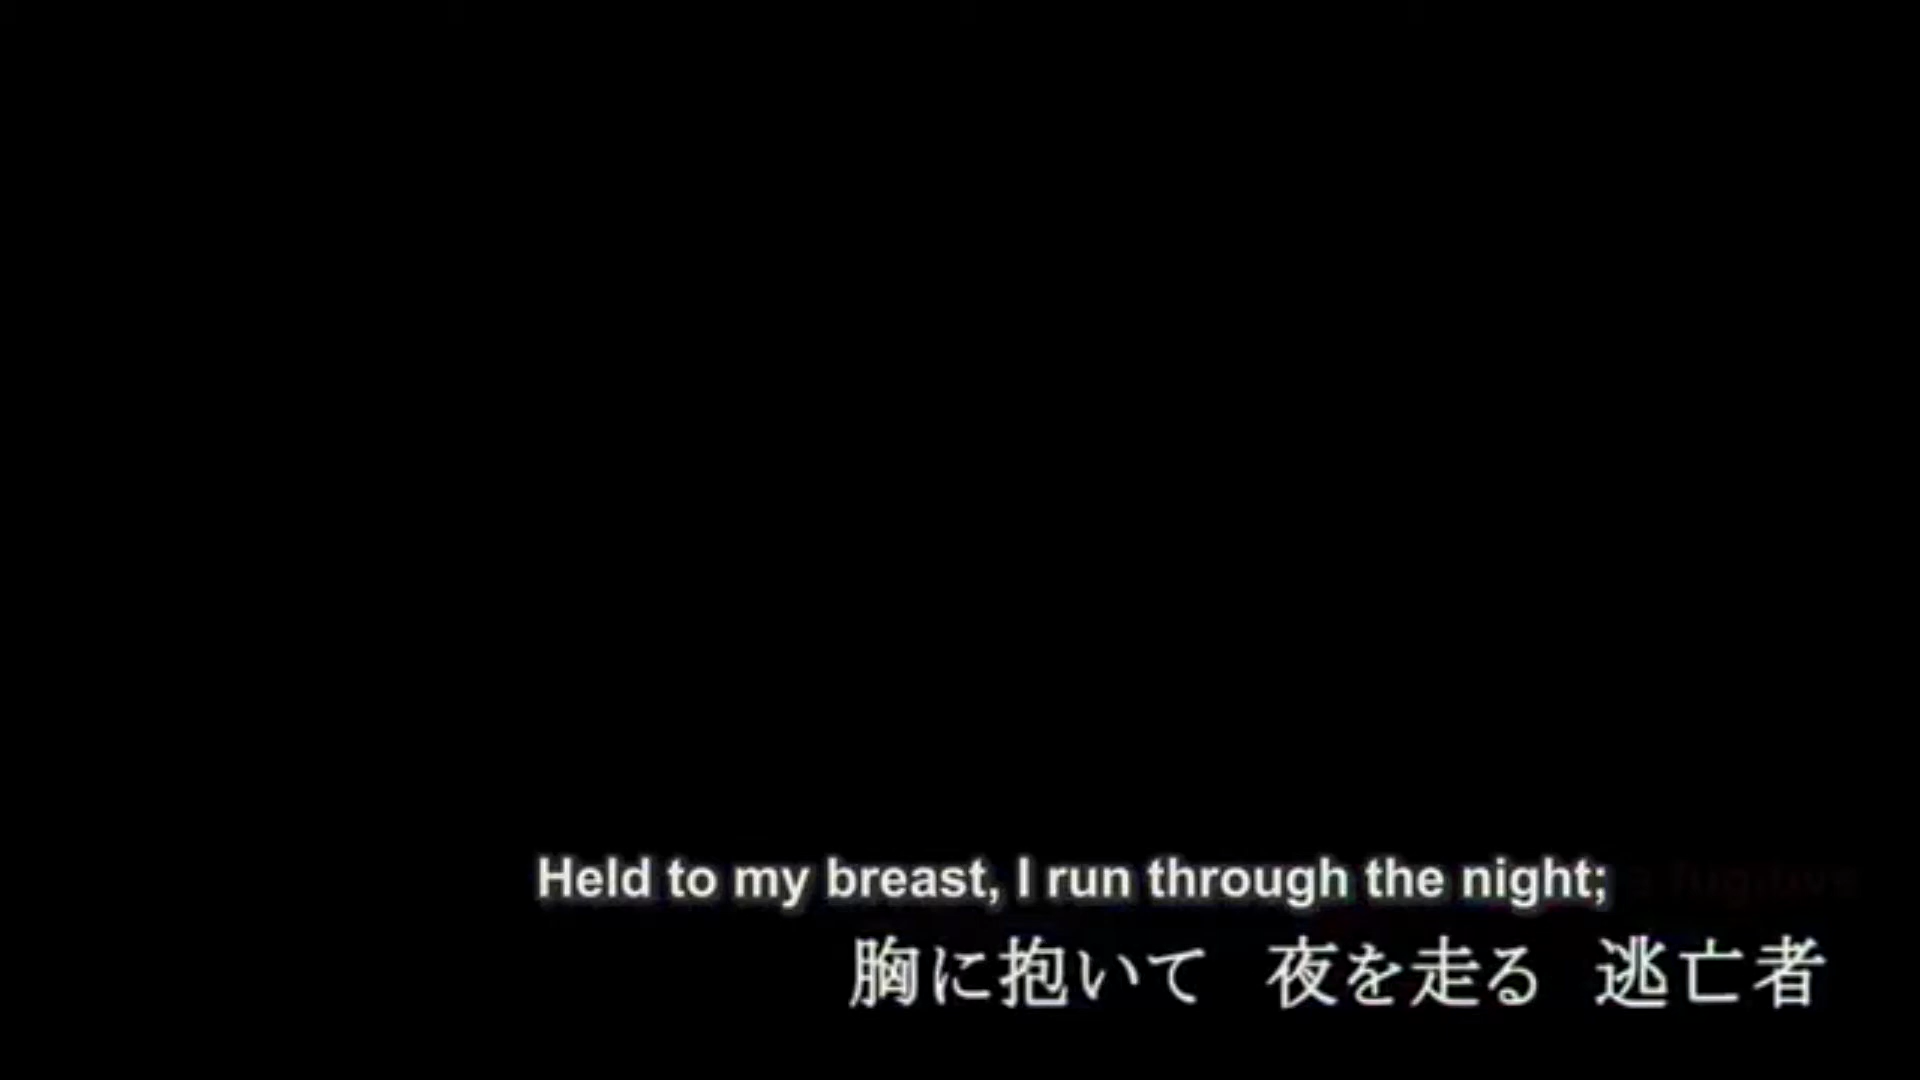 Held to my breast, I run through the night;
胸に抱いて 夜を走る 逃亡者